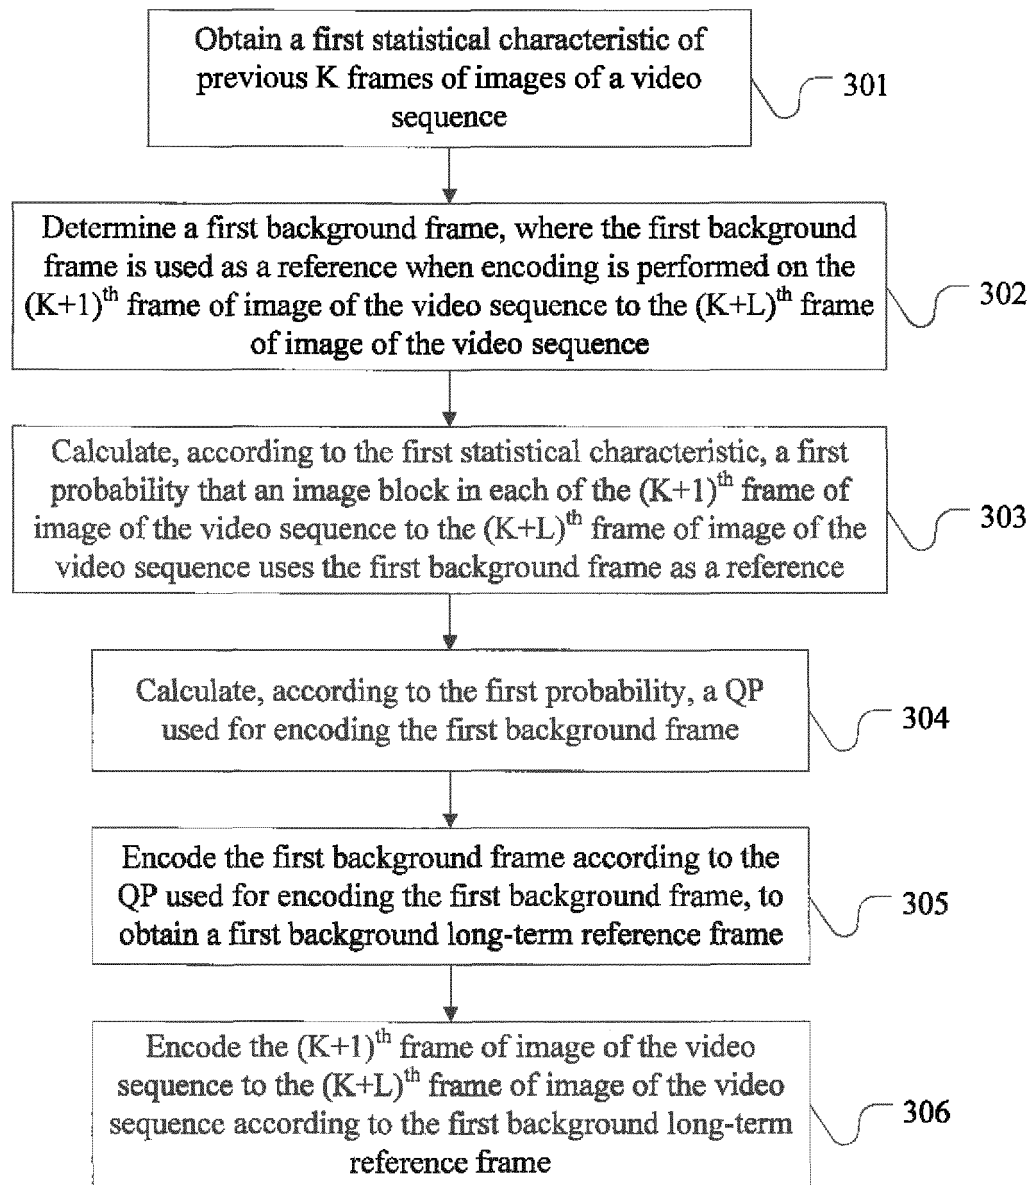 Obtain a first statistical characteristic of
previous K frames of images of a video
sequence
301
Determine a first background frame, where the first background
frame is used as a reference when encoding is performed on the
(K+1)th frame of image of the video sequence to the (K+L)th frame
of image of the video sequence
302
Calculate, according to the first statistical characteristic, a first
probability that an image block in each of the (K+1)th frame of
image of the video sequence to the (K+L)th frame of image of the
video sequence uses the first background frame as a reference
303
Calculate, according to the first probability, a QP
used for encoding the first background frame
304
Encode the first background frame according to the
QP used for encoding the first background frame, to
obtain a first background long-term reference frame
305
Encode the (K+1)th frame of image of the video
sequence to the (K+L)th frame of image of the video
sequence according to the first background long-term
reference frame
306